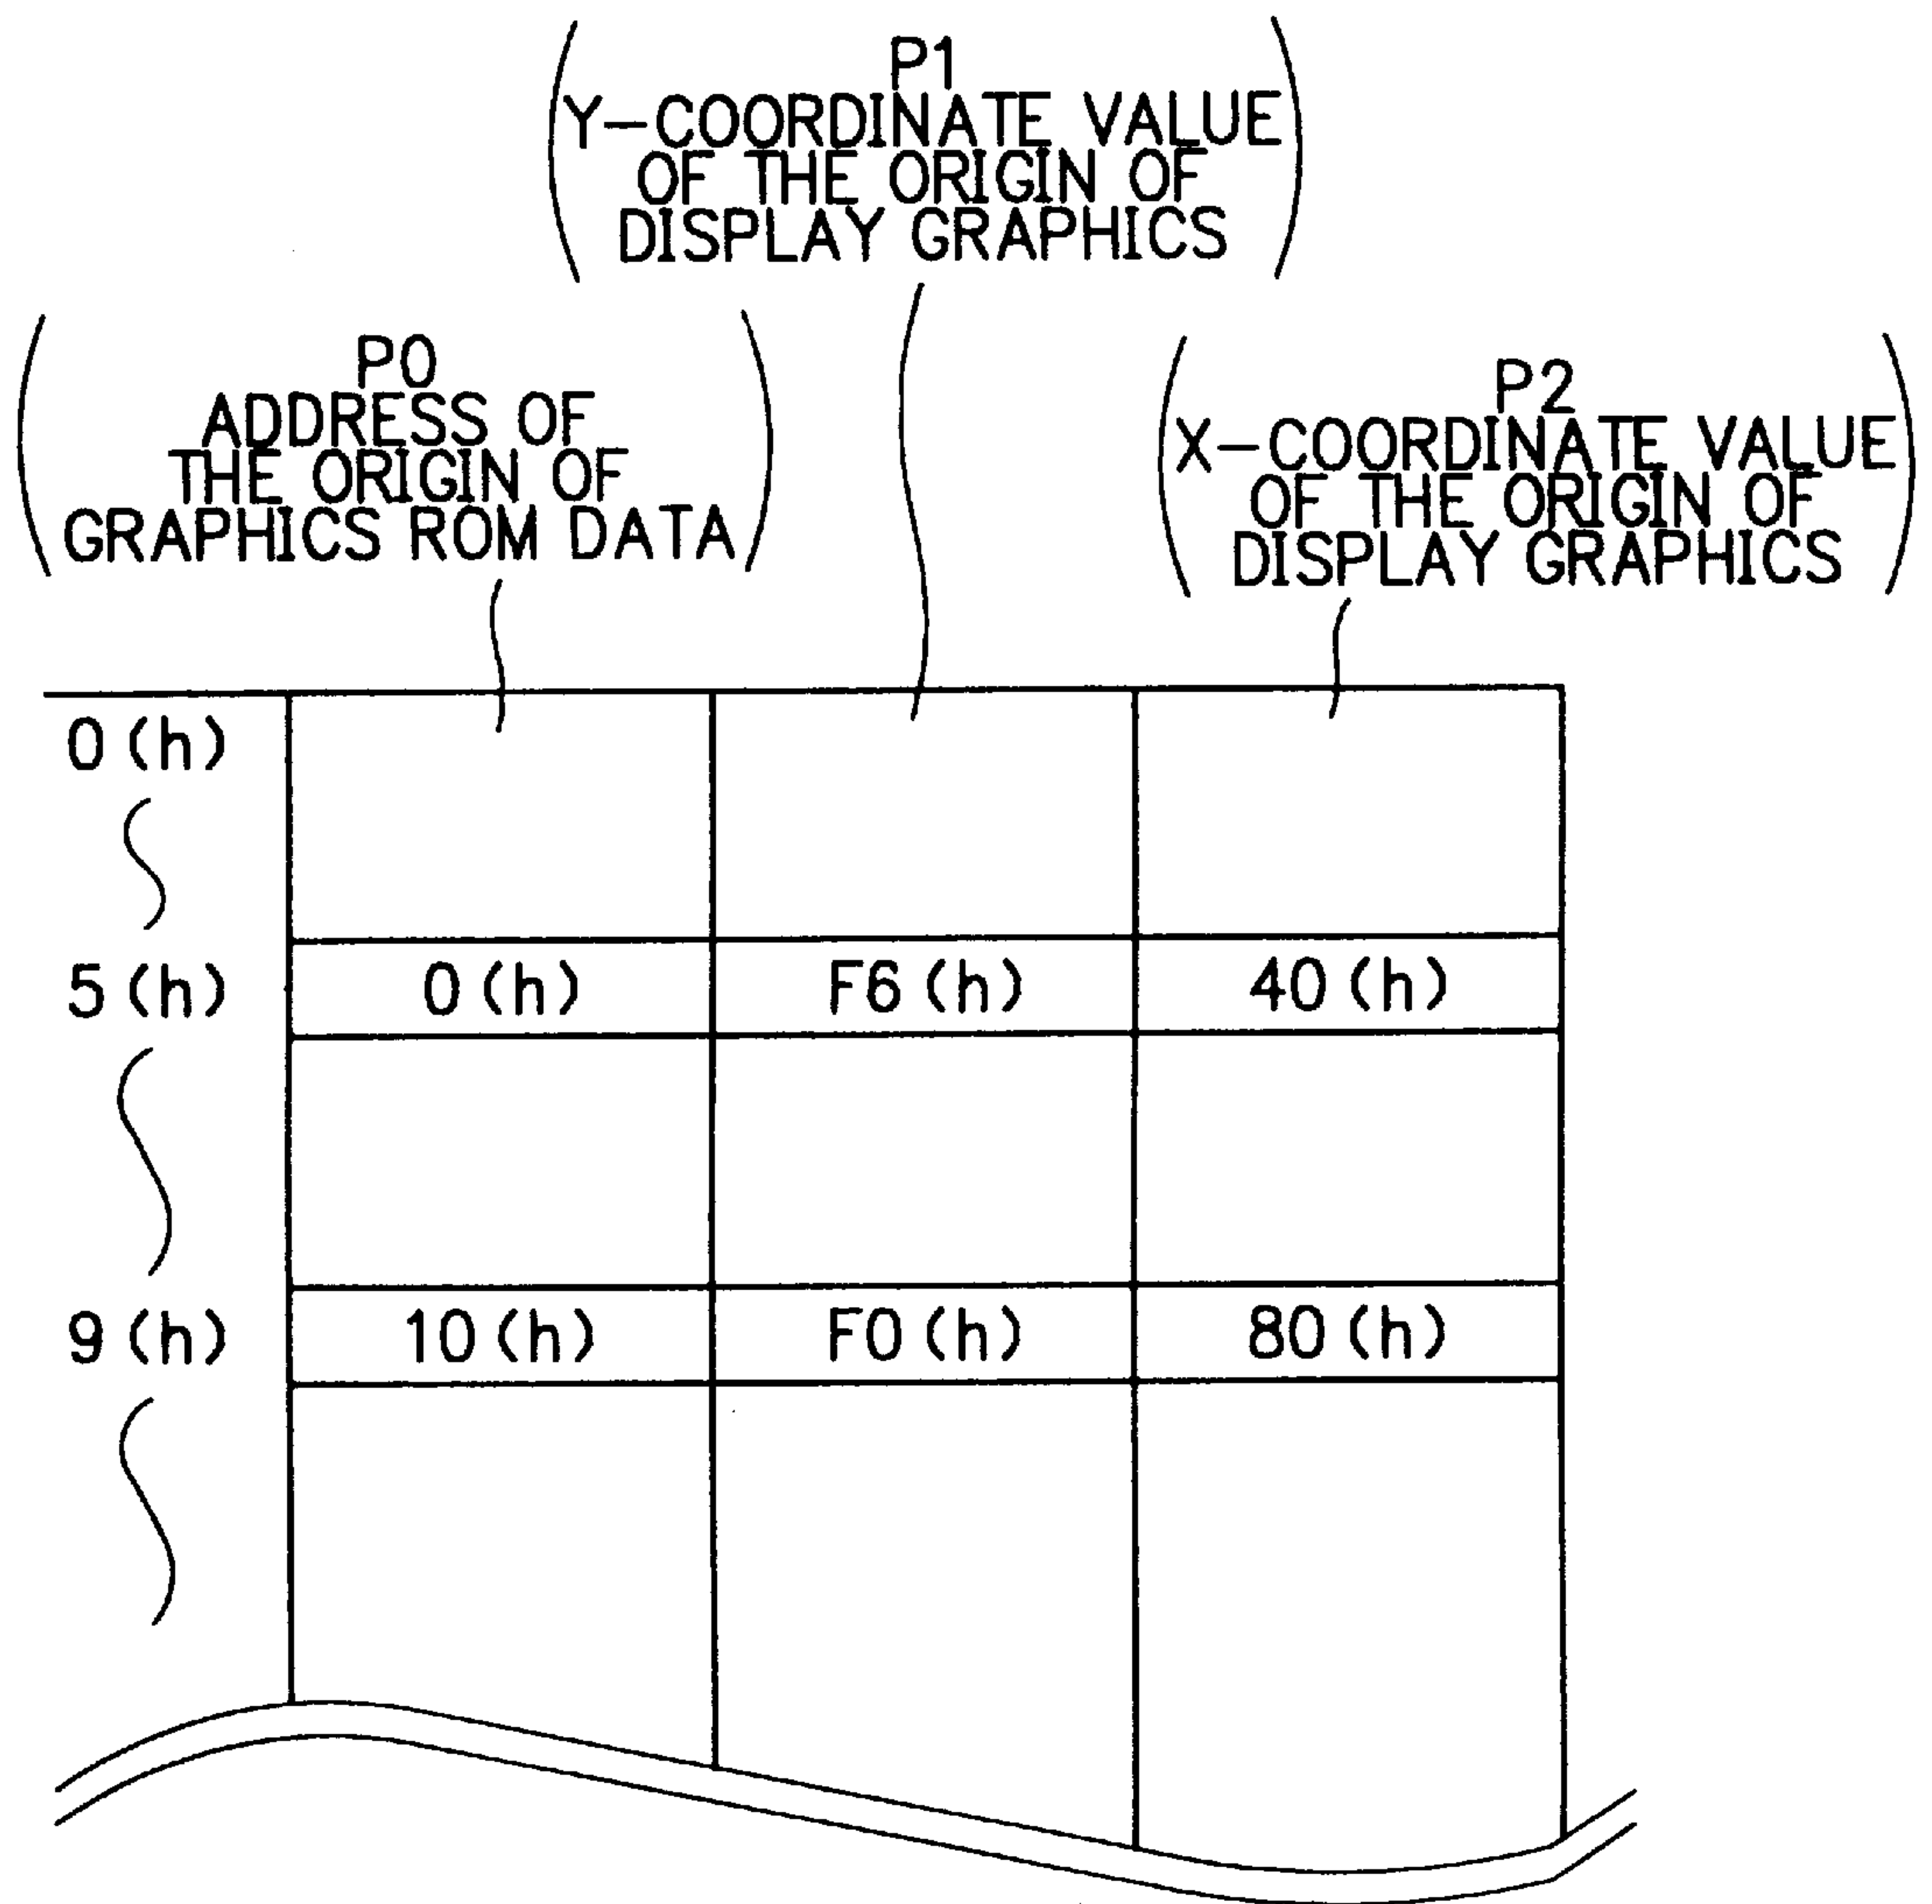 P1
Y-COORDINATE VALUE
OF THE ORIGIN OF
DISPLAY GRAPHICS
P0
ADDRESS OF
THE ORIGIN OF
GRAPHICS ROM DATA
P2
X-COORDINATE VALUE
OF THE ORIGIN OF
DISPLAY GRAPHICS
0 (h)
5 (h) 0 (h) F6 (h) 40 (h)
9 (h) 10 (h) F0 (h) 80 (h)